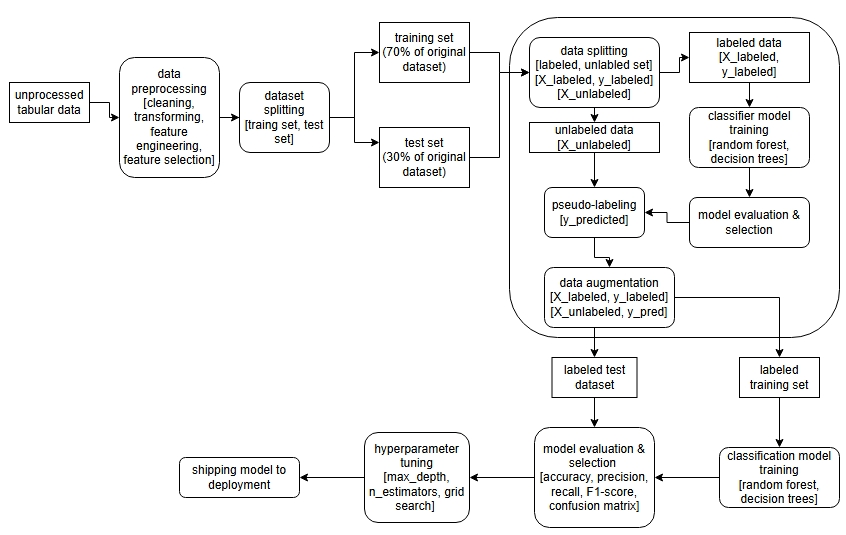 unprocessed
tabular data
data
preprocessing
[cleaning,
transforming,
feature
engineering,
feature selection]
dataset
splitting
[traing set, test
set]
training set
(70% of original
dataset)
test set
(30% of original
dataset)
data splitting
[labeled, unlabled set]
[X_labeled, y_labeled]
[X_unlabeled]
labeled data
[X_labeled,
y_labeled]
unlabeled data
[X_unlabeled]
classifier model
training
[random forest,
decision trees]
pseudo-labeling
[y_predicted]
model evaluation &
selection
data augmentation
[X_labeled, y_labeled]
[X_unlabeled, y_pred]
labeled test
dataset
labeled
training set
shipping model to
deployment
hyperparameter
tuning
[max_depth,
n_estimators, grid
search]
model evaluation &
selection
[accuracy, precision,
recall, F1-score,
confusion matrix]
classification model
training
[random forest,
decision trees]